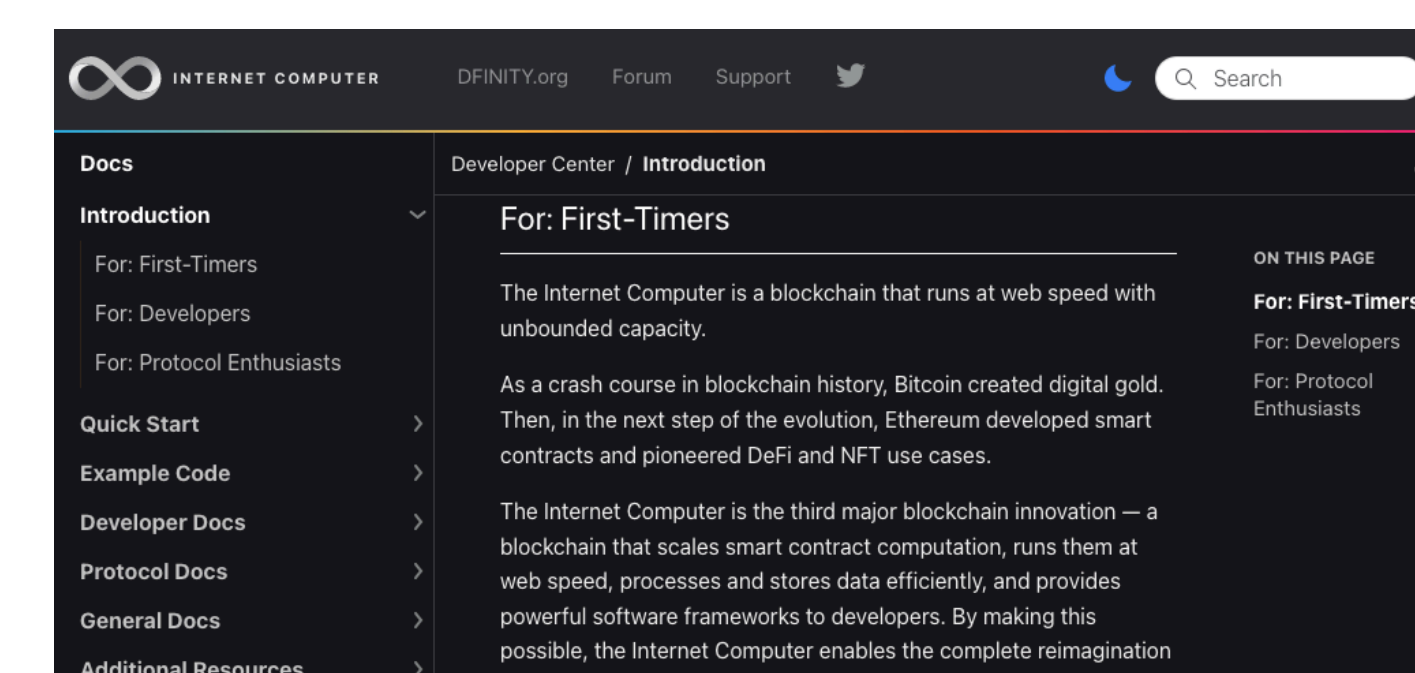 INTERNET COMPUTER
DFINITY.org
Forum
Support
Search
Docs
Introduction
For: First-Timers
For: Developers
For: Protocol Enthusiasts
Quick Start
Example Code
Developer Docs
Protocol Docs
General Docs
Additional Resources
Developer Center / Introduction
For: First-Timers
The Internet Computer is a blockchain that runs at web speed with
unbounded capacity.
As a crash course in blockchain history, Bitcoin created digital gold.
Then, in the next step of the evolution, Ethereum developed smart
contracts and pioneered DeFi and NFT use cases.
The Internet Computer is the third major blockchain innovation — a
blockchain that scales smart contract computation, runs them at
web speed, processes and stores data efficiently, and provides
powerful software frameworks to developers. By making this
possible, the Internet Computer enables the complete reimagination
ON THIS PAGE
For: First-Timers
For: Developers
For: Protocol
Enthusiasts